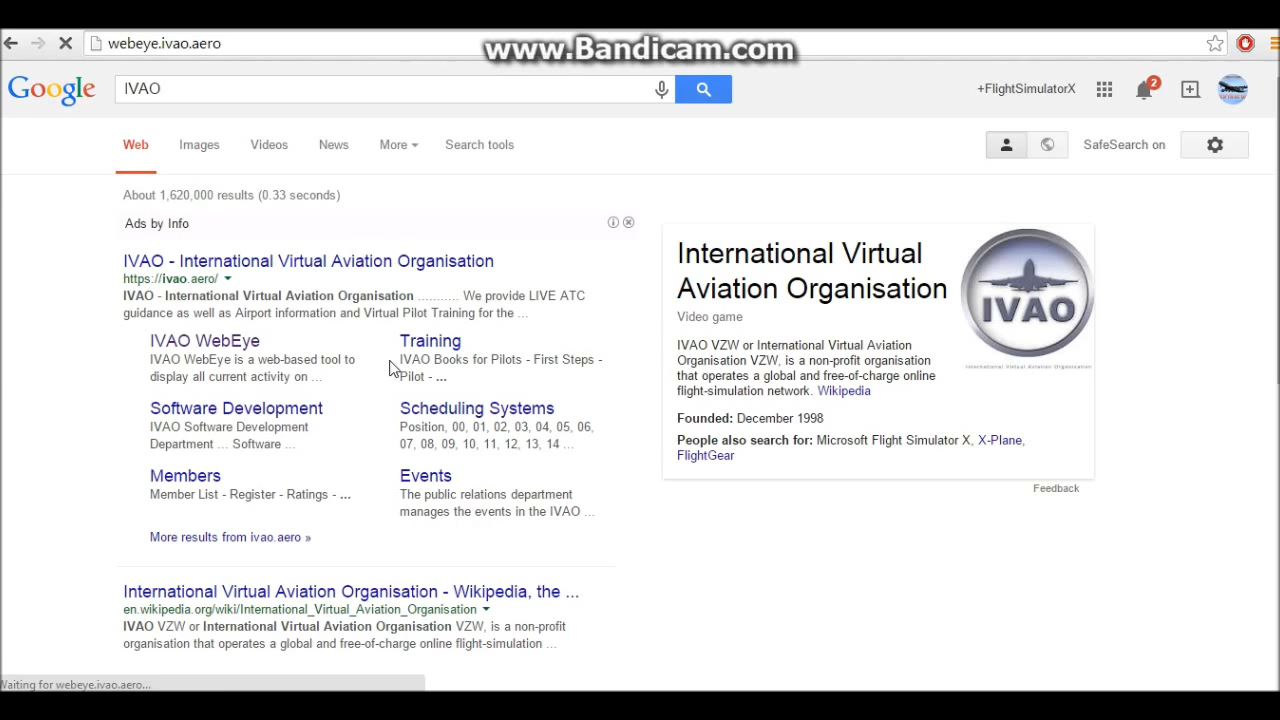 webeye.ivao.aero
www.Bandicam.com
Google
IVAO
+FlightSimulatorX
2
Web
Images
Videos
News
More
Search tools
SafeSearch on
About 1,620,000 results (0.33 seconds)
Ads by Info
IVAO - International Virtual Aviation Organisation
https://ivao.aero/
IVAO - International Virtual Aviation Organisation .......... We provide LIVE ATC
guidance as well as Airport information and Virtual Pilot Training for the ...
IVAO WebEye
IVAO WebEye is a web-based tool to
display all current activity on ...
Training
IVAO Books for Pilots - First Steps -
Pilot - ...
Software Development
IVAO Software Development
Department ... Software ...
Scheduling Systems
Position, 00, 01, 02, 03, 04, 05, 06,
07, 08, 09, 10, 11, 12, 13, 14 ...
Members
Member List - Register - Ratings - ...
Events
The public relations department
manages the events in the IVAO ...
More results from ivao.aero »
International Virtual Aviation Organisation - Wikipedia, the ...
en.wikipedia.org/wiki/International_Virtual_Aviation_Organisation
IVAO VZW or International Virtual Aviation Organisation VZW, is a non-profit
organisation that operates a global and free-of-charge online flight-simulation ...
International Virtual
Aviation Organisation
Video game
IVAO
International Virtual Aviation Organisation
IVAO VZW or International Virtual Aviation
Organisation VZW, is a non-profit organisation
that operates a global and free-of-charge online
flight-simulation network. Wikipedia
Founded: December 1998
People also search for: Microsoft Flight Simulator X, X-Plane,
FlightGear
Feedback
Waiting for webeye.ivao.aero...